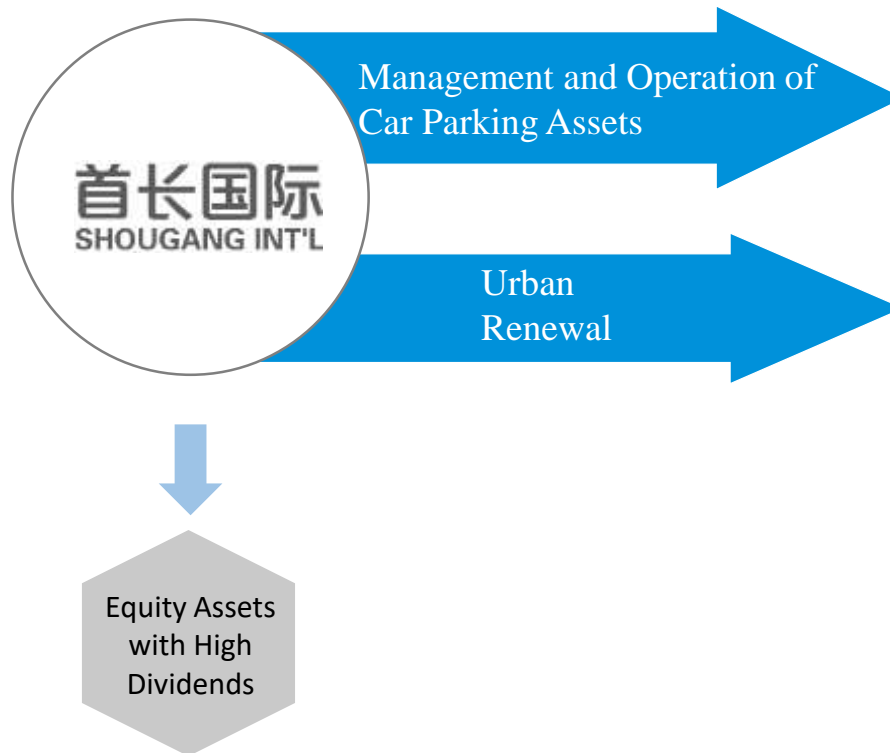 Management and Operation of
Car Parking Assets
首长国际
SHOUGANG INT'L
Urban
Renewal
Equity Assets
with High
Dividends